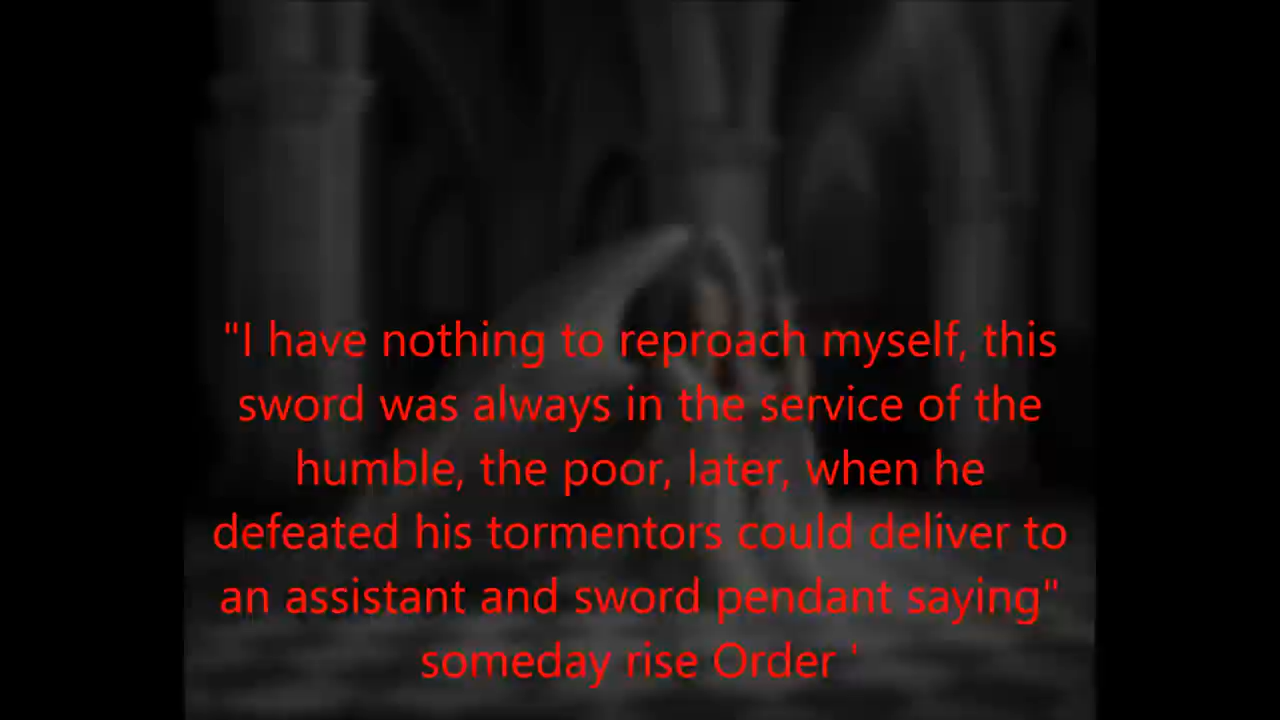 "I have nothing to reproach myself, this
sword was always in the service of the
humble, the poor, later, when he
defeated his tormentors could deliver to
an assistant and sword pendant saying"
someday rise Order '